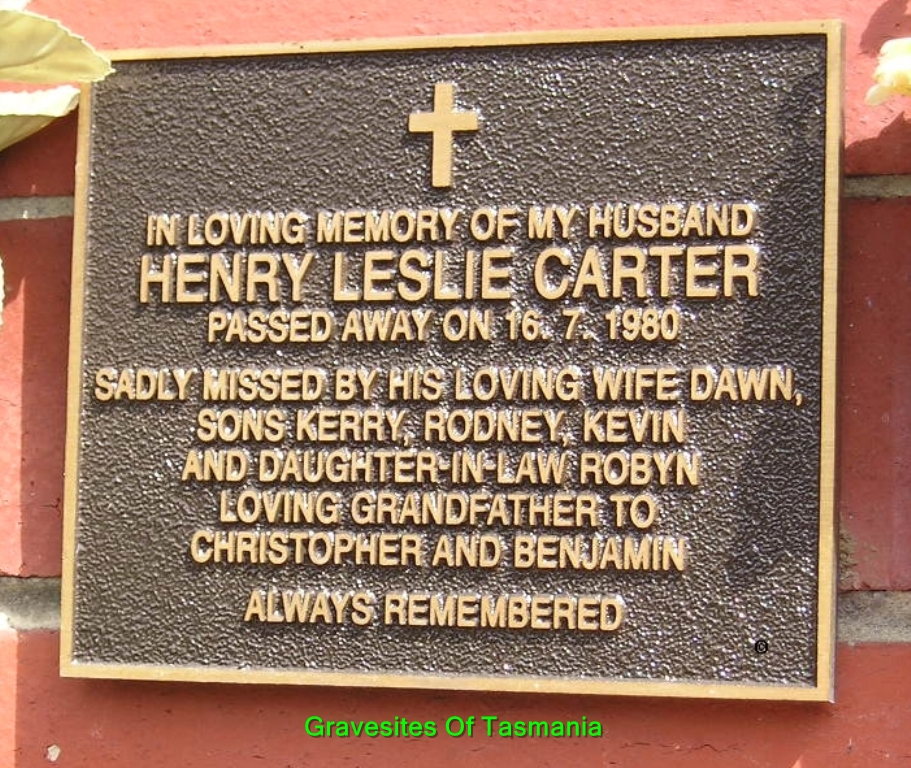 IN LOVING MEMORY OF MY HUSBAND
HENRY LESLIE CARTER
PASSED AWAY ON 16. 7. 1980
SADLY MISSED BY HIS LOVING WIFE DAWN,
SONS KERRY, RODNEY, KEVIN
AND DAUGHTER-IN-LAW ROBYN
LOVING GRANDFATHER TO
CHRISTOPHER AND BENJAMIN
ALWAYS REMEMBERED
©
Gravesites Of Tasmania